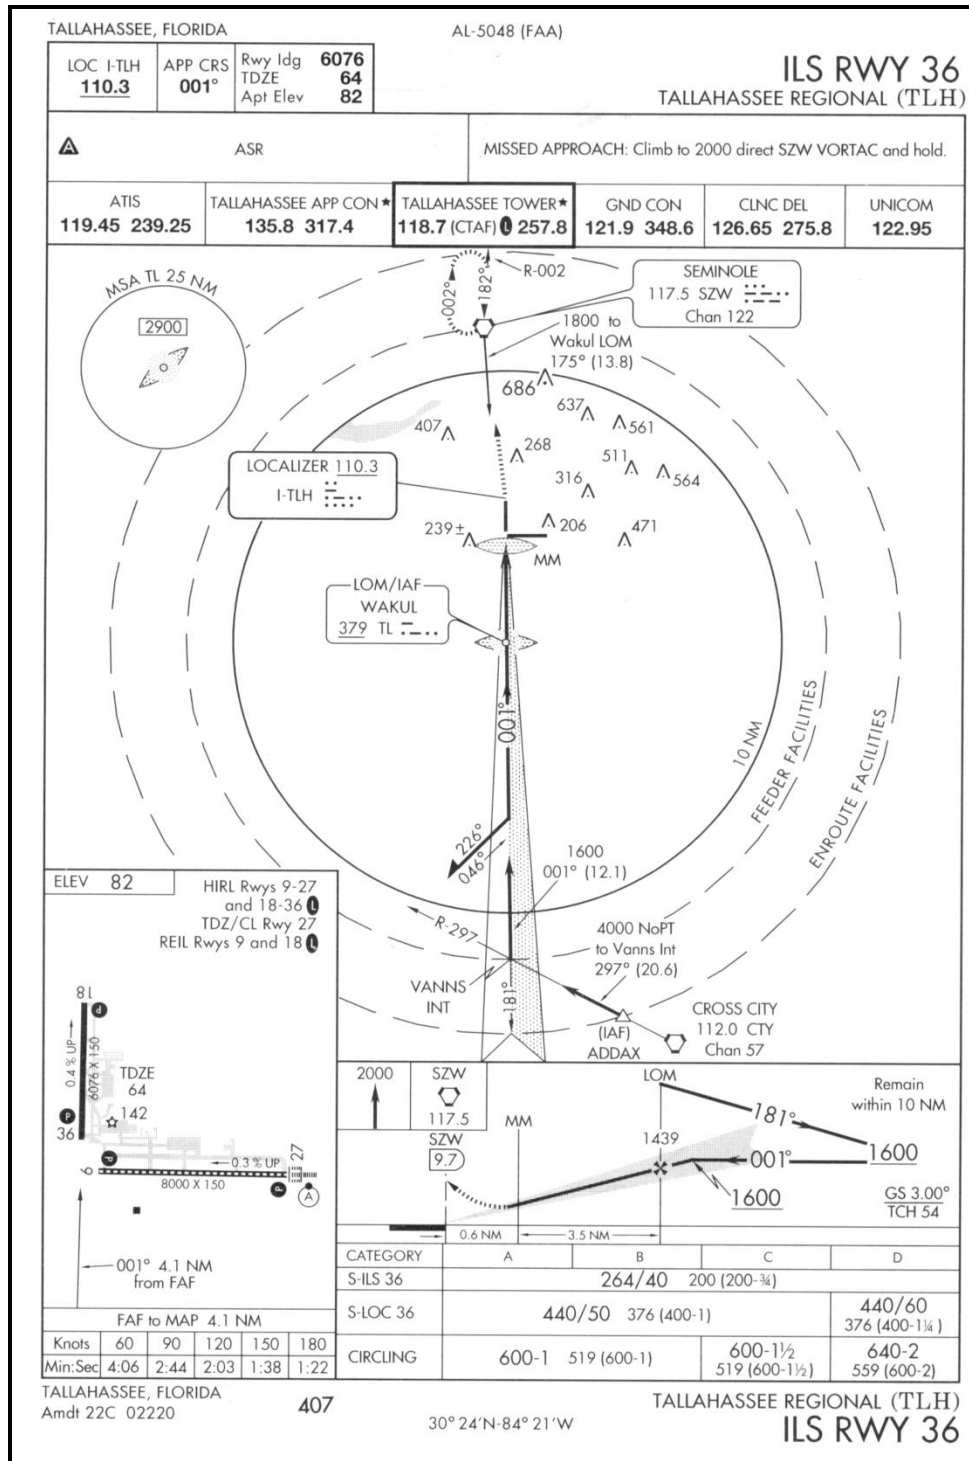 TALLAHASSEE, FLORIDA
AL-5048 (FAA)
LOC I-TLH
110.3
APP CRS
001°
Rwy ldg 6076
TDZE 64
Apt Elev 82
ILS RWY 36
TALLAHASSEE REGIONAL (TLH)
A
ASR
MISSED APPROACH: Climb to 2000 direct SZW VORTAC and hold.
ATIS
119.45 239.25
TALLAHASSEE APP CON★
135.8 317.4
TALLAHASSEE TOWER★
118.7 (CTAF) L 257.8
GND CON
121.9 348.6
CLNC DEL
126.65 275.8
UNICOM
122.95
MSA TL 25 NM
2900
002°
182°
R-002
SEMINOLE
117.5 SZW
Chan 122
1800 to
Wakul LOM
175° (13.8)
686
637
561
407
268
511
564
316
LOCALIZER 110.3
I-TLH
239±
206
471
MM
LOM/IAF
WAKUL
379 TL
001°
10 NM
FEEDER FACILITIES
ENROUTE FACILITIES
226°
046°
1600
001° (12.1)
R-297
4000 NoPT
to Vanns Int
297° (20.6)
VANNS
INT
181°
(IAF)
ADDAX
CROSS CITY
112.0 CTY
Chan 57
ELEV 82
HIRL Rwys 9-27
and 18-36 L
TDZ/CL Rwy 27
REIL Rwys 9 and 18 L
18
P
0.4 % UP
6076 X 150
TDZE
64
142
P
36
P
9
0.3 % UP
27
8000 X 150
P
A
001° 4.1 NM
from FAF
FAF to MAP 4.1 NM
Knots 60 90 120 150 180
Min:Sec 4:06 2:44 2:03 1:38 1:22
2000
SZW
117.5
MM
LOM
Remain
within 10 NM
SZW
9.7
1439
181°
001°
1600
1600
GS 3.00°
TCH 54
0.6 NM
3.5 NM
CATEGORY A B C D
S-ILS 36 264/40 200 (200-¾)
S-LOC 36 440/50 376 (400-1) 440/60 376 (400-1¼)
CIRCLING 600-1 519 (600-1) 600-1½ 519 (600-1½) 640-2 559 (600-2)
TALLAHASSEE, FLORIDA
Amdt 22C 02220
407
30°24'N-84°21'W
TALLAHASSEE REGIONAL (TLH)
ILS RWY 36